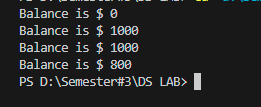 Balance is $ 0
Balance is $ 1000
Balance is $ 1000
Balance is $ 800
PS D:\Semester#3\DS LAB>